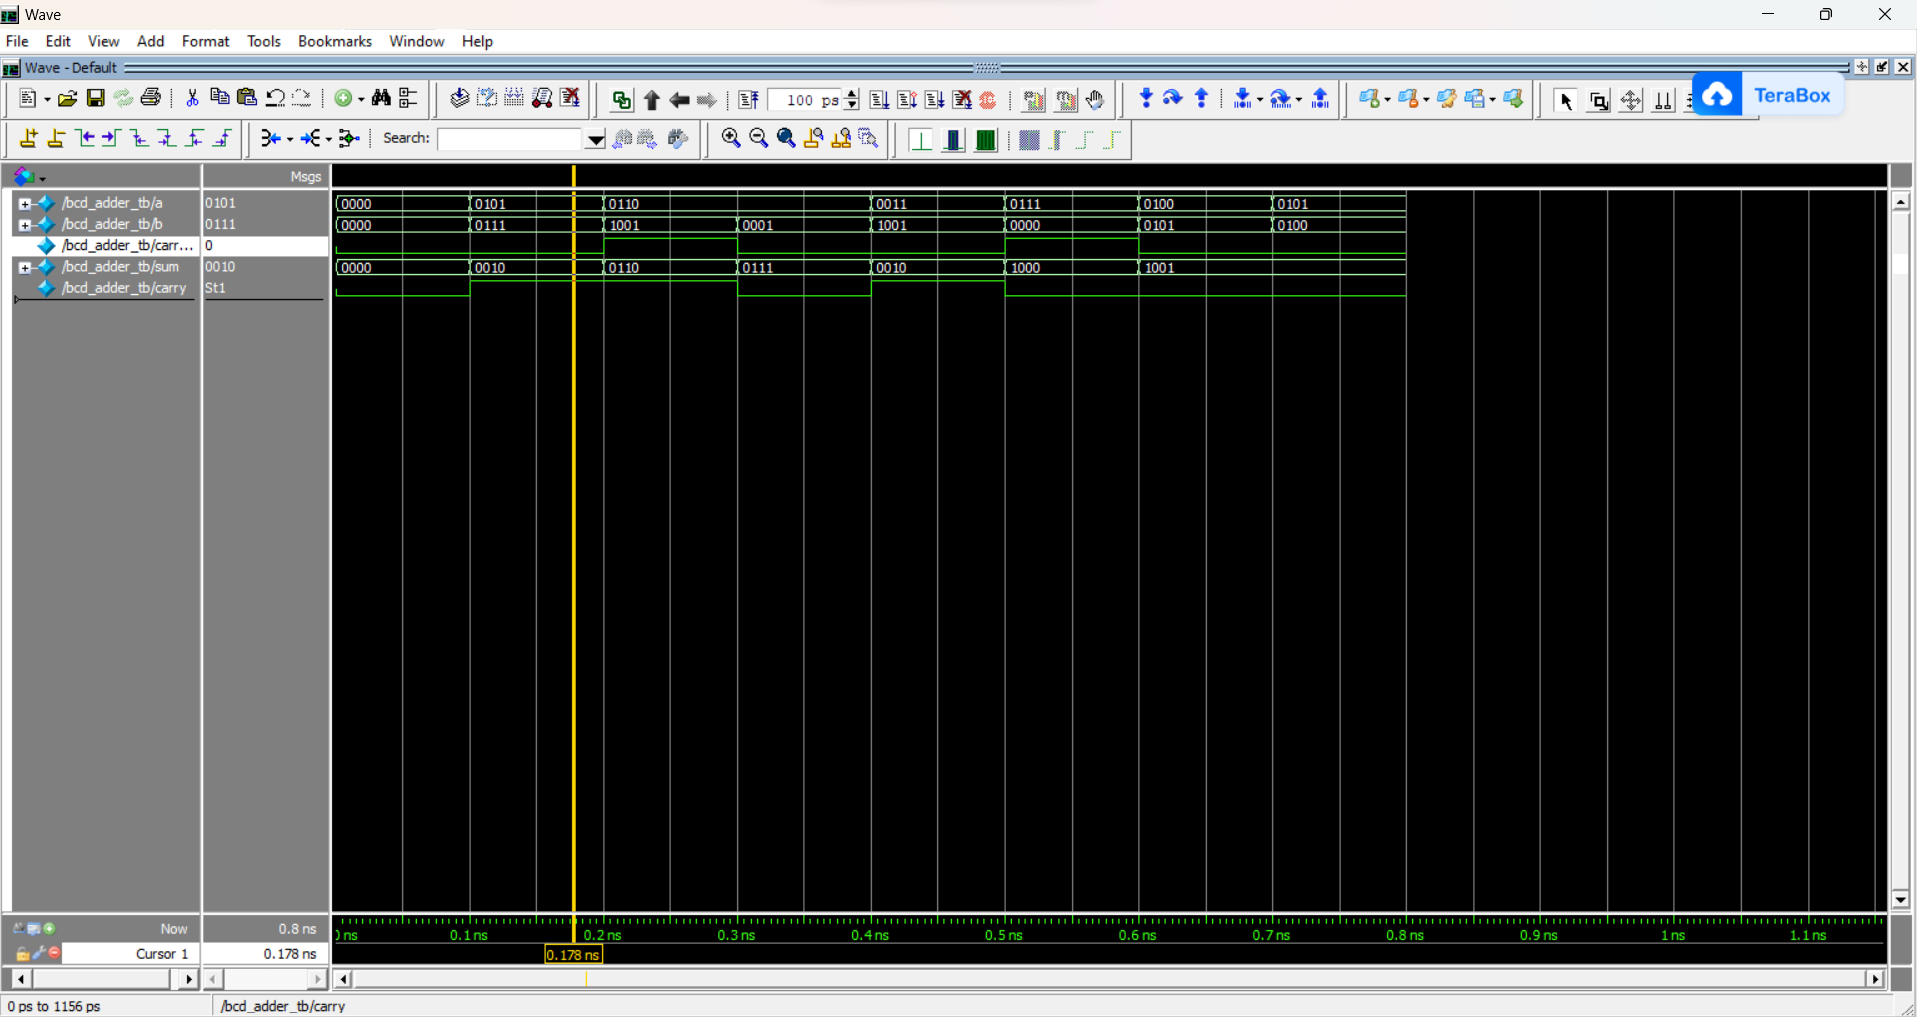 Wave
File Edit View Add Format Tools Bookmarks Window Help
Wave - Default
100 ps
TeraBox
Search:
Msgs
/bcd_adder_tb/a 0101 0000 0101 0110 0011 0111 0100 0101
/bcd_adder_tb/b 0111 0000 0111 1001 0001 1001 0000 0101 0100
/bcd_adder_tb/carr... 0
/bcd_adder_tb/sum 0010 0000 0010 0110 0111 0010 1000 1001
/bcd_adder_tb/carry St1
Now 0.8 ns
ns 0.1 ns 0.2 ns 0.3 ns 0.4 ns 0.5 ns 0.6 ns 0.7 ns 0.8 ns 0.9 ns 1 ns 1.1 ns
Cursor 1 0.178 ns 0.178 ns
0 ps to 1156 ps /bcd_adder_tb/carry